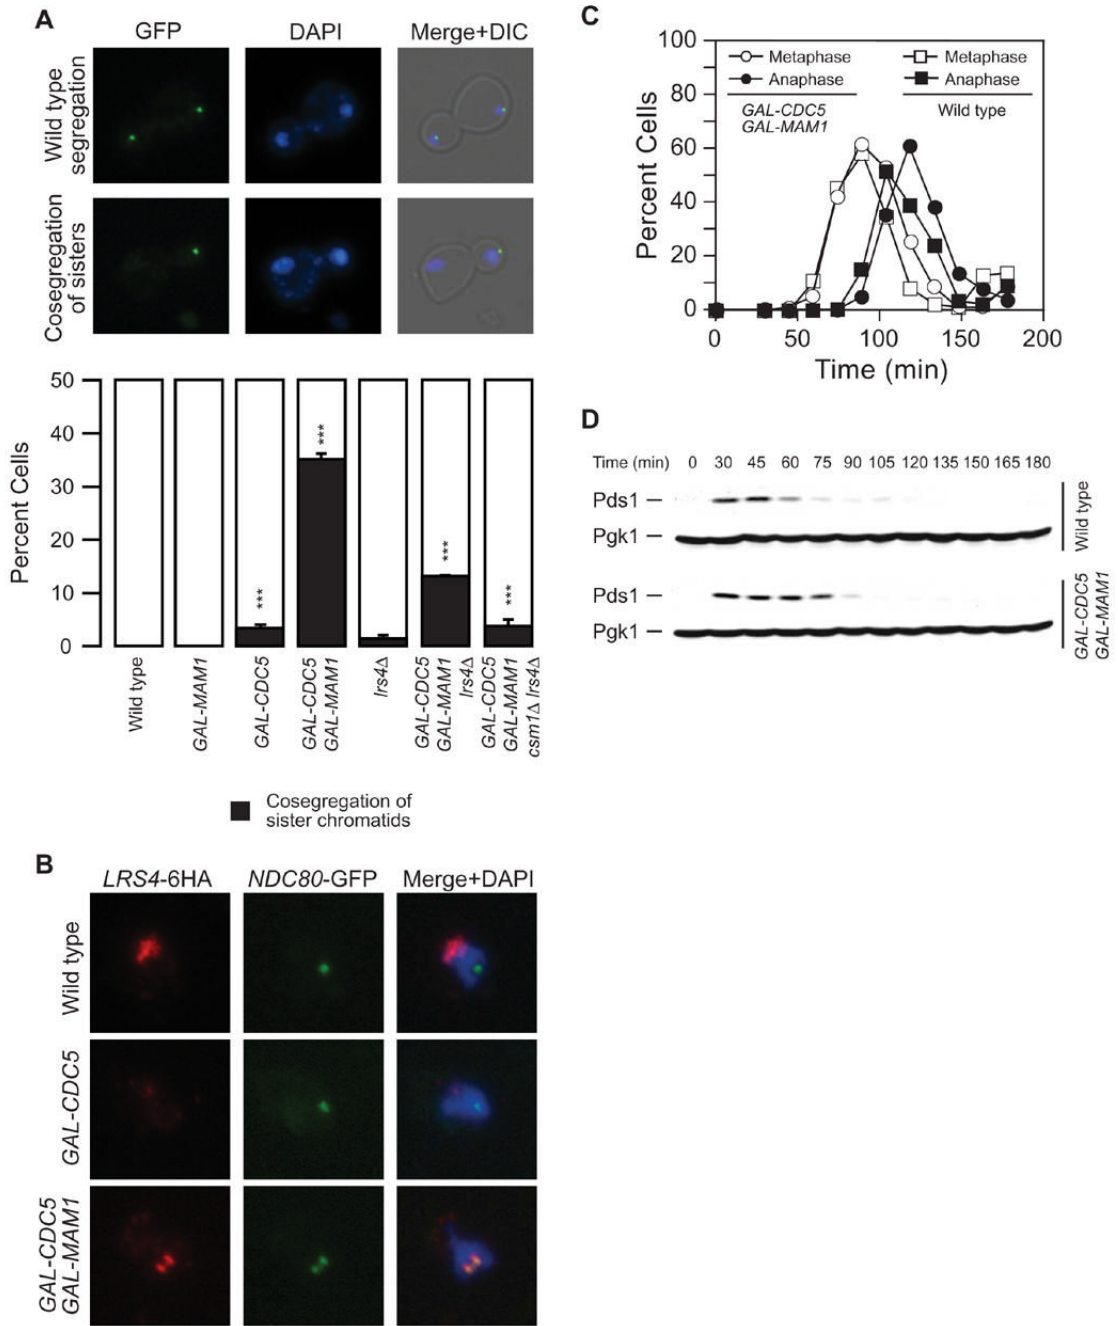 A
GFP DAPI Merge+DIC
Wild type
segregation
Cosegregation
of sisters
50
40
30
20
10
0
Percent Cells
***
***
***
***
Wild type
GAL-MAM1
GAL-CDC5
GAL-CDC5
GAL-MAM1
lrs4Δ
GAL-CDC5
GAL-MAM1
lrs4Δ
GAL-CDC5
GAL-MAM1
csm1Δ lrs4Δ
Cosegregation of
sister chromatids
B
LRS4-6HA NDC80-GFP Merge+DAPI
Wild type
GAL-CDC5
GAL-CDC5
GAL-MAM1
C
100
80
60
40
20
0
Percent Cells
Metaphase
Anaphase
GAL-CDC5
GAL-MAM1
Metaphase
Anaphase
Wild type
0 50 100 150 200
Time (min)
D
Time (min) 0 30 45 60 75 90 105 120 135 150 165 180
Pds1
Pgk1
Wild type
Pds1
Pgk1
GAL-CDC5
GAL-MAM1